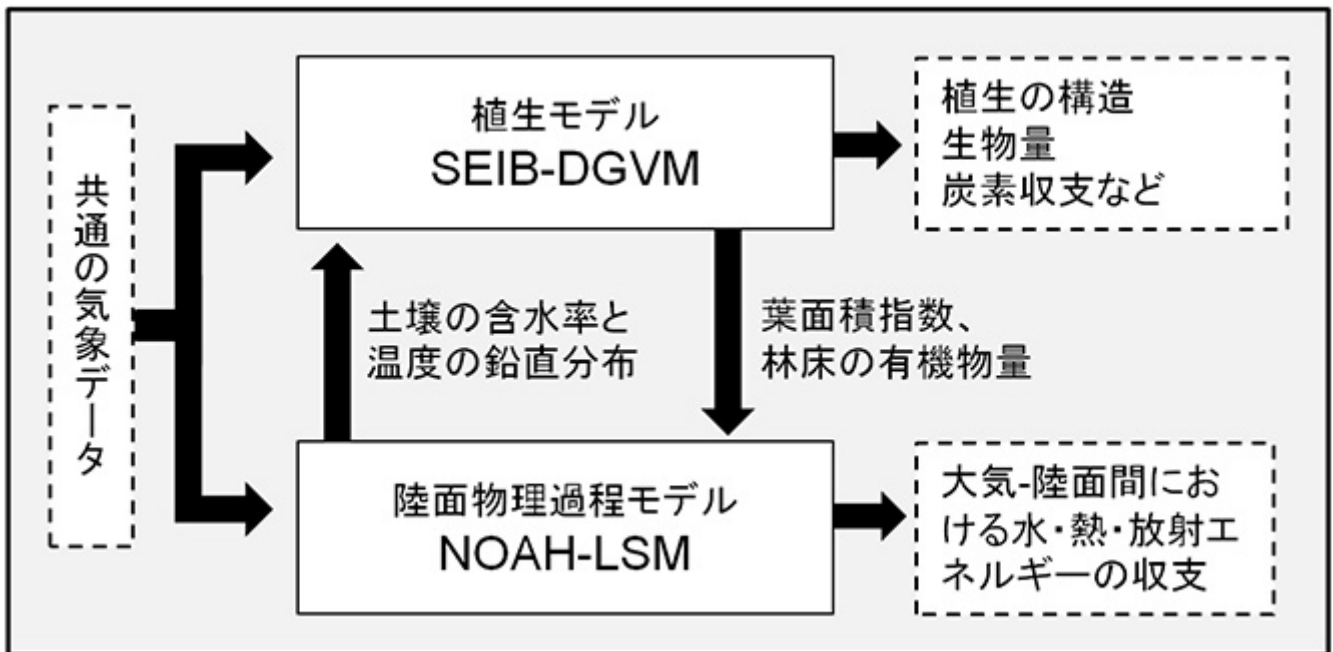 共通の気象データ
植生モデル
SEIB-DGVM
植生の構造
生物量
炭素収支など
土壌の含水率と
温度の鉛直分布
葉面積指数、
林床の有機物量
陸面物理過程モデル
NOAH-LSM
大気-陸面間にお
ける水・熱・放射エ
ネルギーの収支